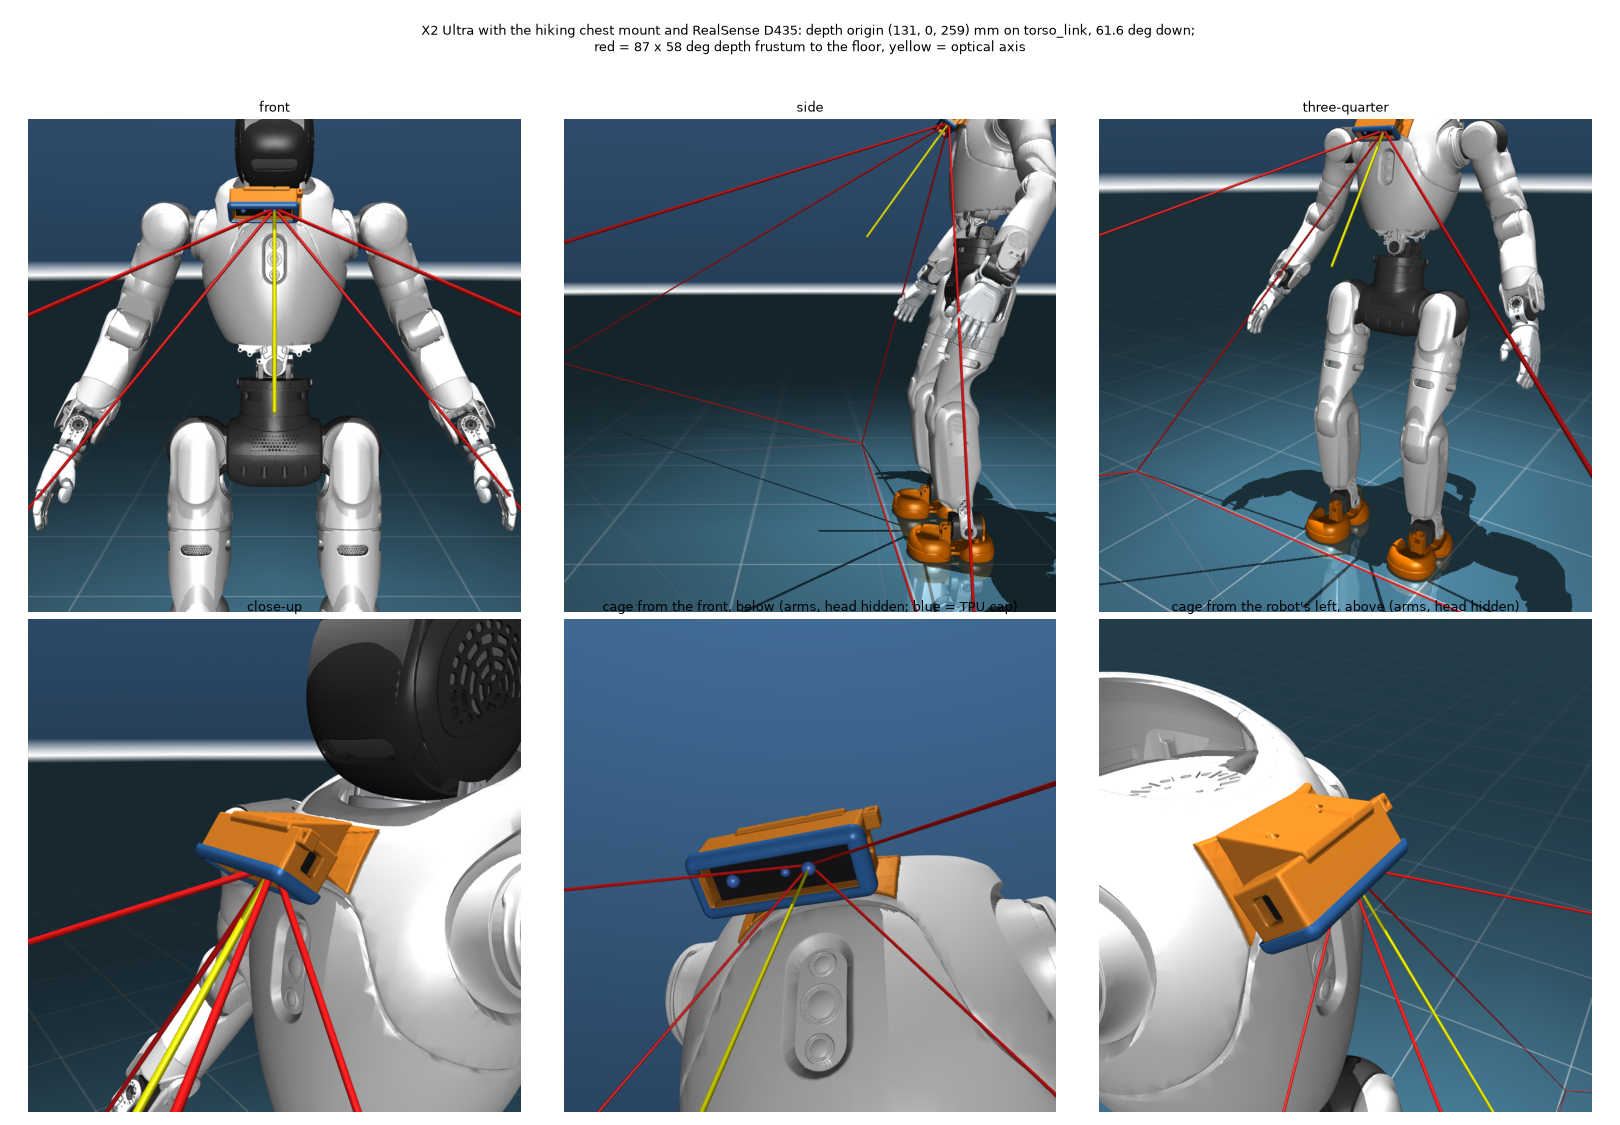 X2 Ultra with the hiking chest mount and RealSense D435: depth origin (131, 0, 259) mm on torso_link, 61.6 deg down;
red = 87 x 58 deg depth frustum to the floor, yellow = optical axis
front
side
three-quarter
close-up
cage from the front, below (arms, head hidden; blue = TPU cap)
cage from the robot's left, above (arms, head hidden)